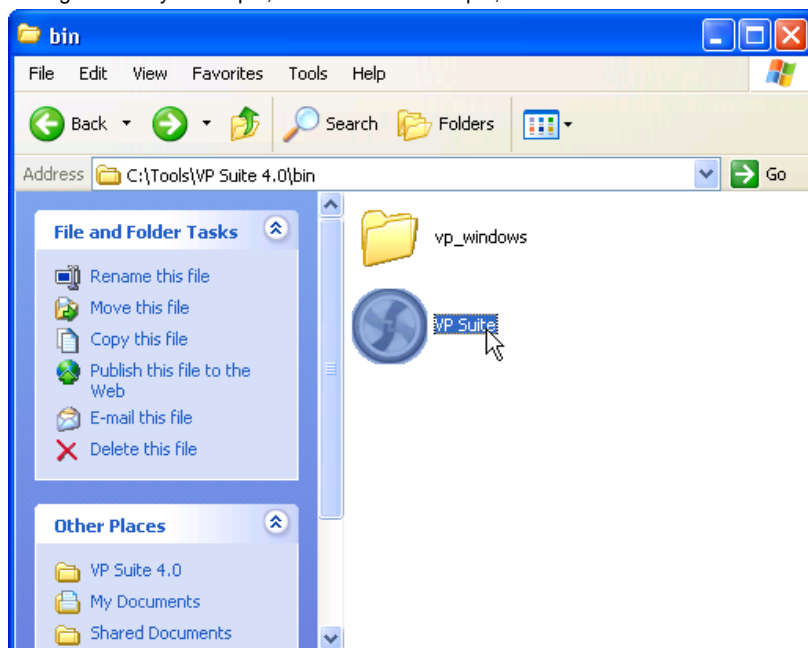 bin
File Edit View Favorites Tools Help
Back Search Folders
Address C:\Tools\VP Suite 4.0\bin Go
File and Folder Tasks
Rename this file
Move this file
Copy this file
Publish this file to the
Web
E-mail this file
Delete this file
Other Places
VP Suite 4.0
My Documents
Shared Documents
vp_windows
VP Suite